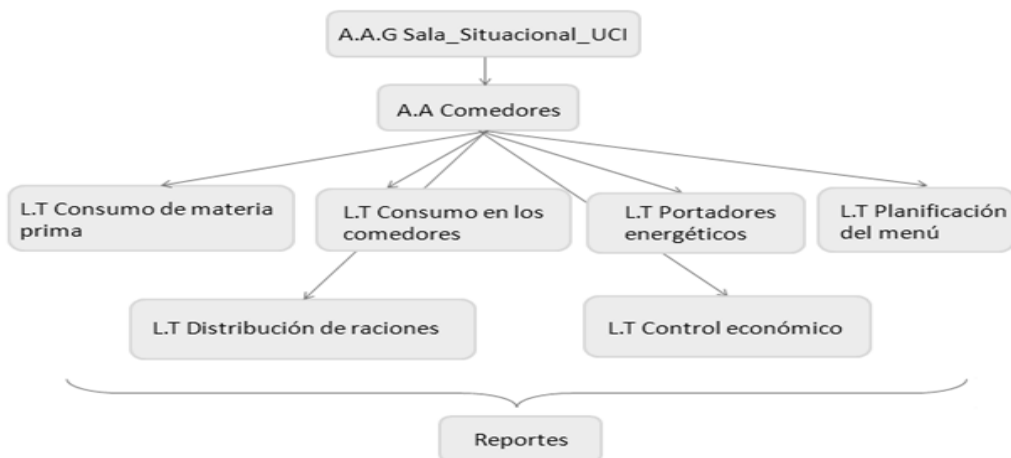 A.A.G Sala_Situacional_UCI
A.A Comedores
L.T Consumo de materia
prima
L.T Consumo en los
comedores
L.T Portadores
energéticos
L.T Planificación
del menú
L.T Distribución de raciones
L.T Control económico
Reportes